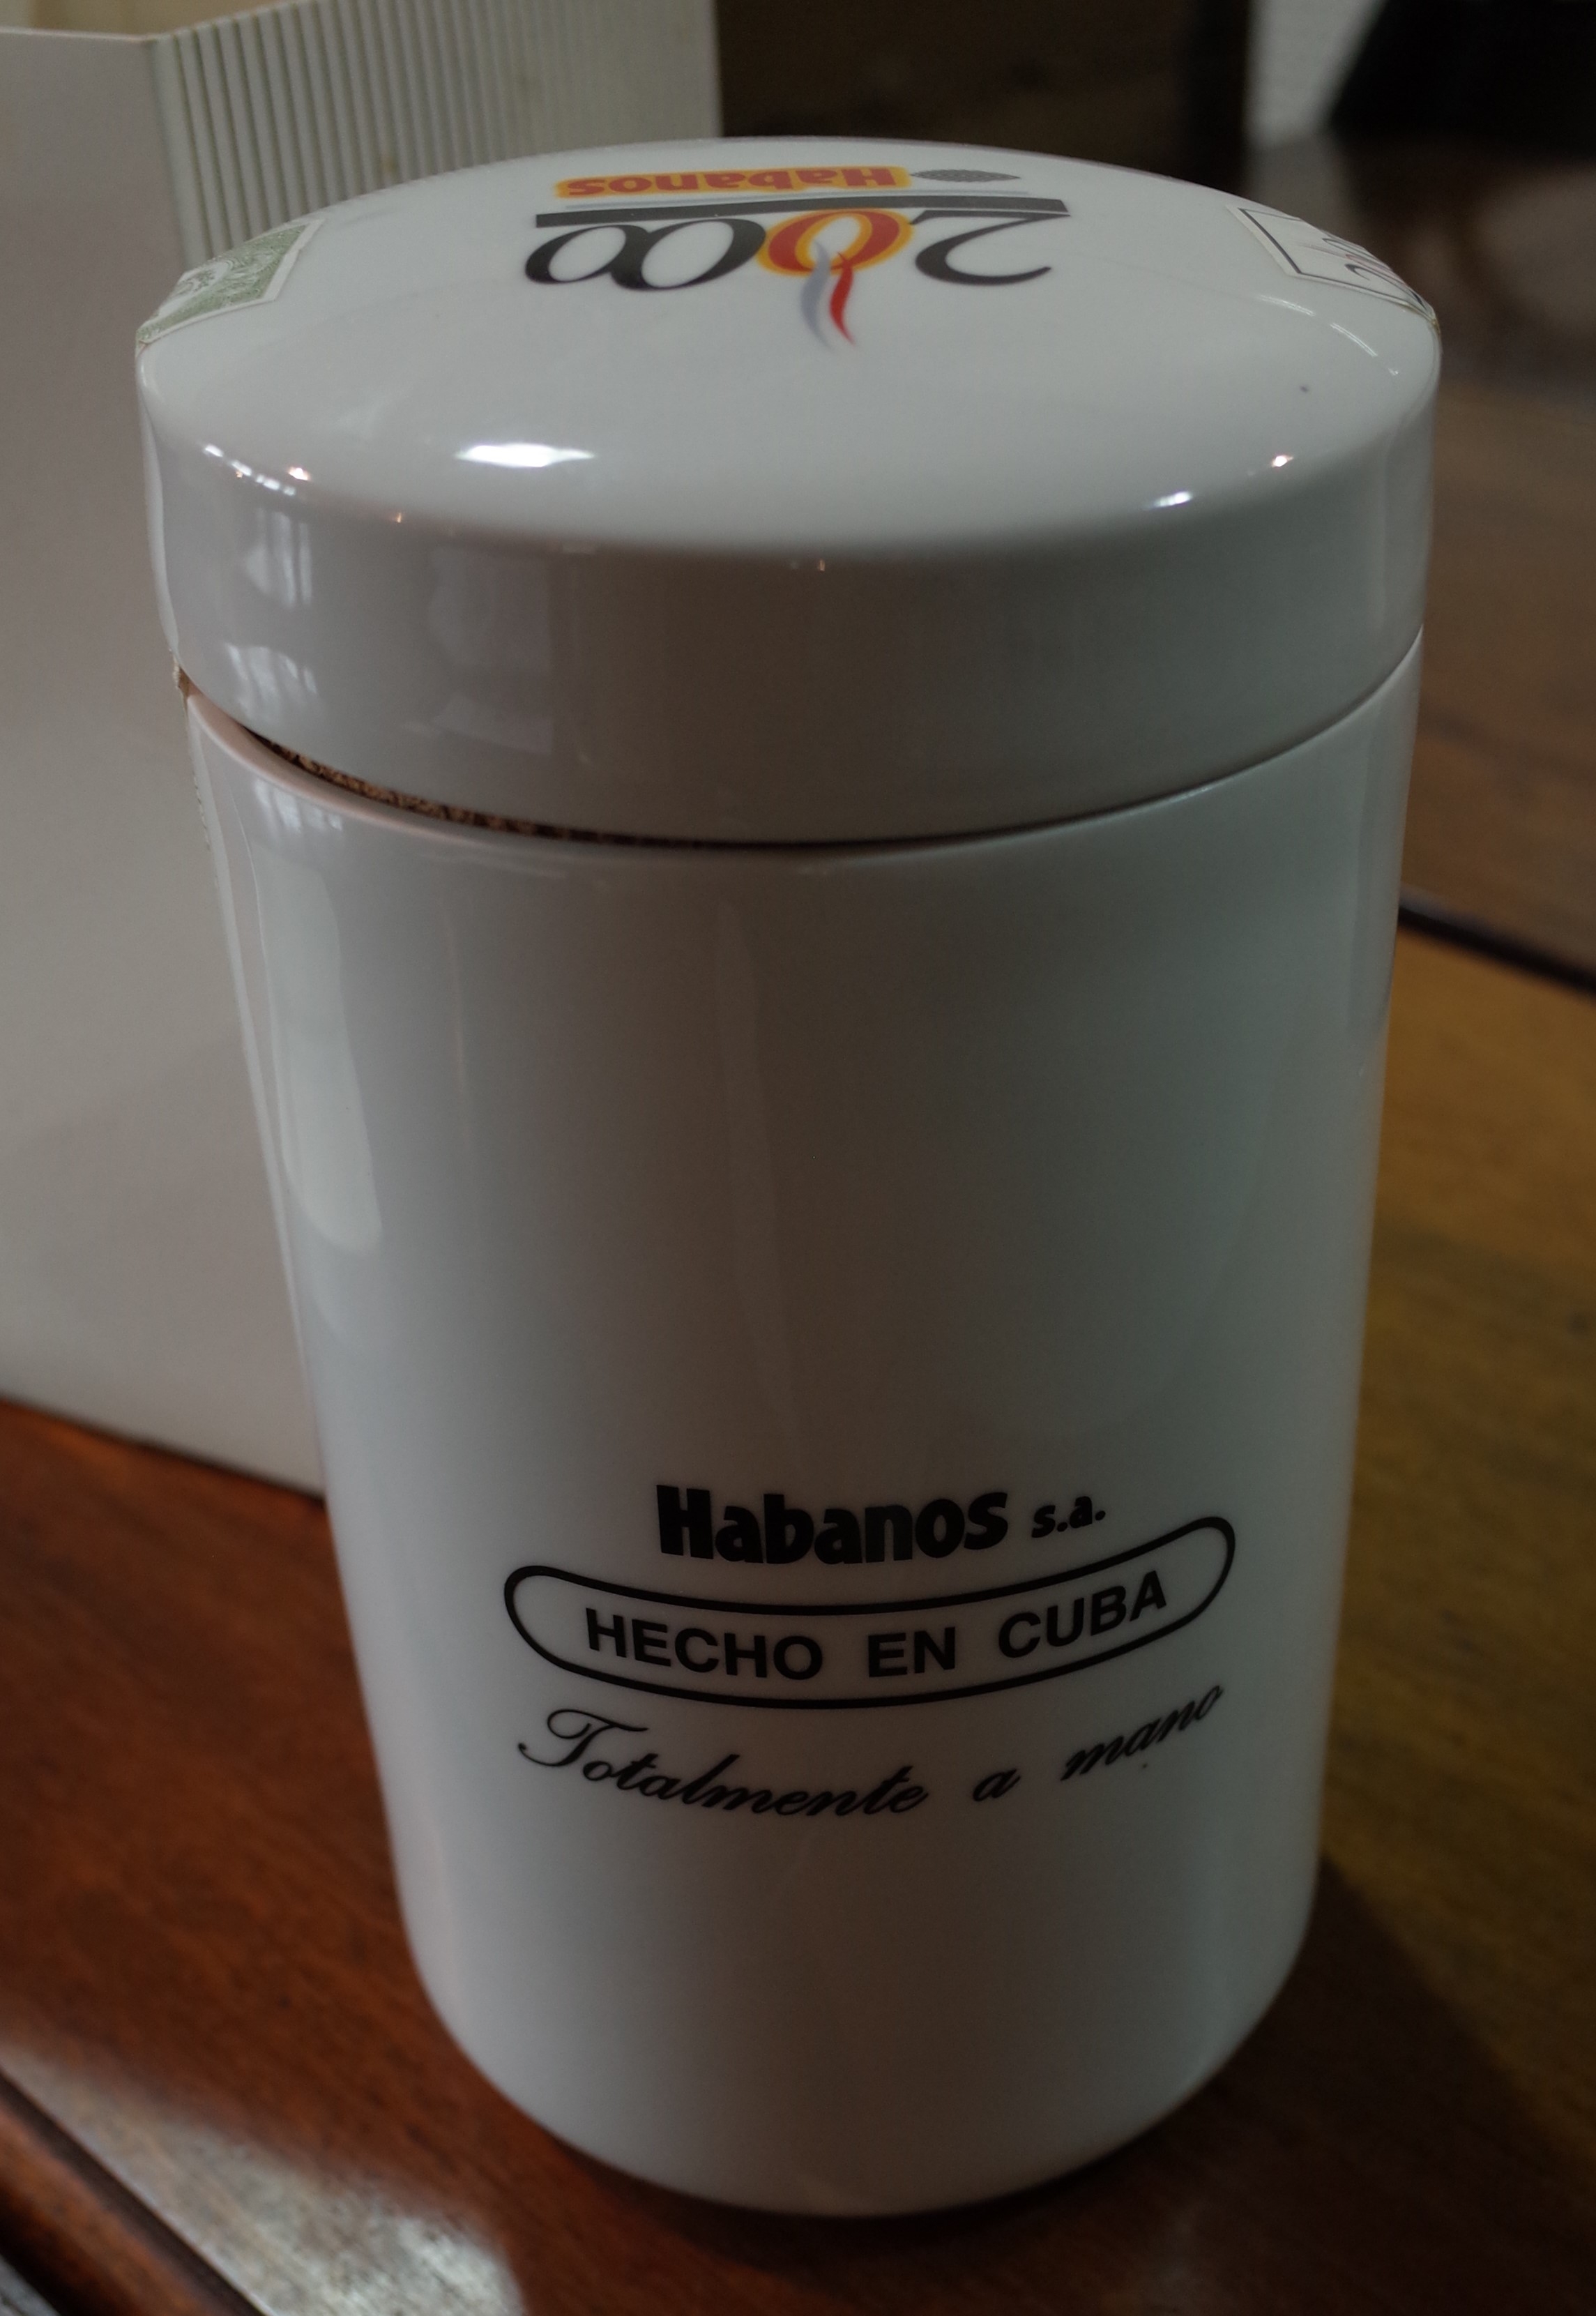 Habanos
2000
Habanos s.a.
HECHO EN CUBA
Totalmente a mano